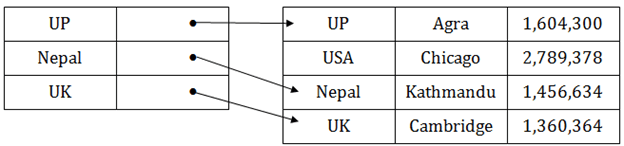 UP
Nepal
UK
UP Agra 1,604,300
USA Chicago 2,789,378
Nepal Kathmandu 1,456,634
UK Cambridge 1,360,364